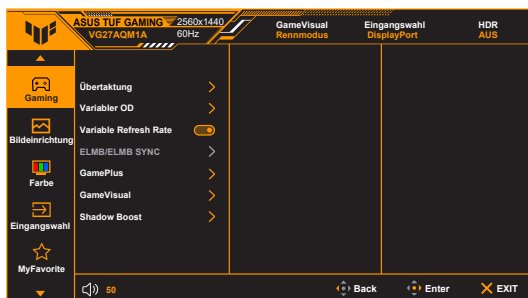 ASUS TUF GAMING 2560x1440
VG27AQM1A 60Hz
GameVisual
Rennmodus
Eingangswahl
DisplayPort
HDR
AUS
Gaming
Bildeinrichtung
Farbe
Eingangswahl
MyFavorite
Übertaktung
Variabler OD
Variable Refresh Rate
ELMB/ELMB SYNC
GamePlus
GameVisual
Shadow Boost
50
Back
Enter
EXIT